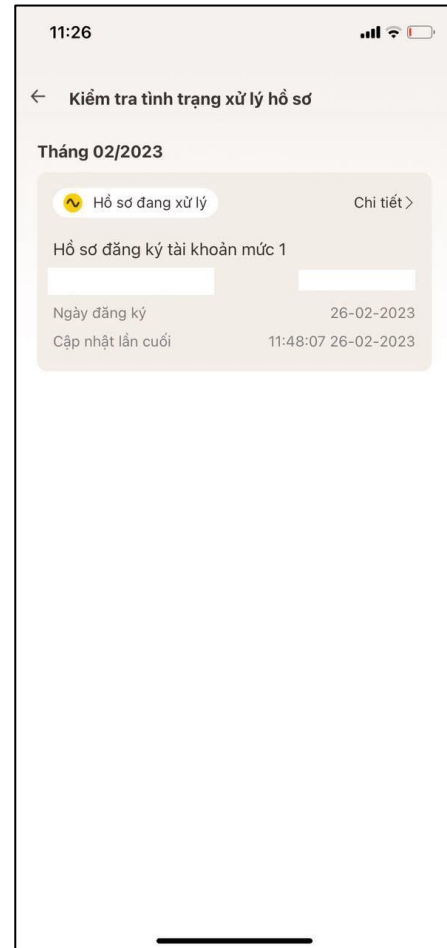 11:26
Kiểm tra tình trạng xử lý hồ sơ
Tháng 02/2023
Hồ sơ đang xử lý Chi tiết
Hồ sơ đăng ký tài khoản mức 1
Ngày đăng ký 26-02-2023
Cập nhật lần cuối 11:48:07 26-02-2023